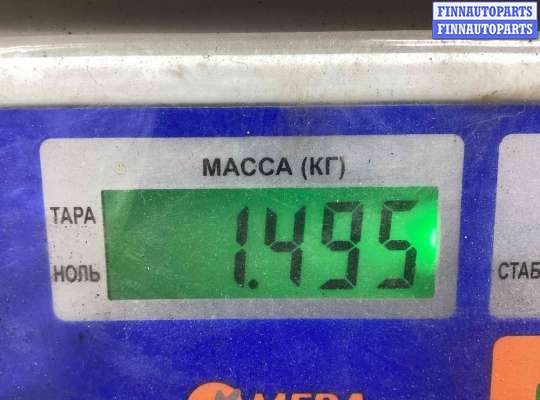 FINNAUTOPARTS
FINNAUTOPARTS
МАССА (КГ)
ТАРА
1.495
НОЛЬ
СТАБ